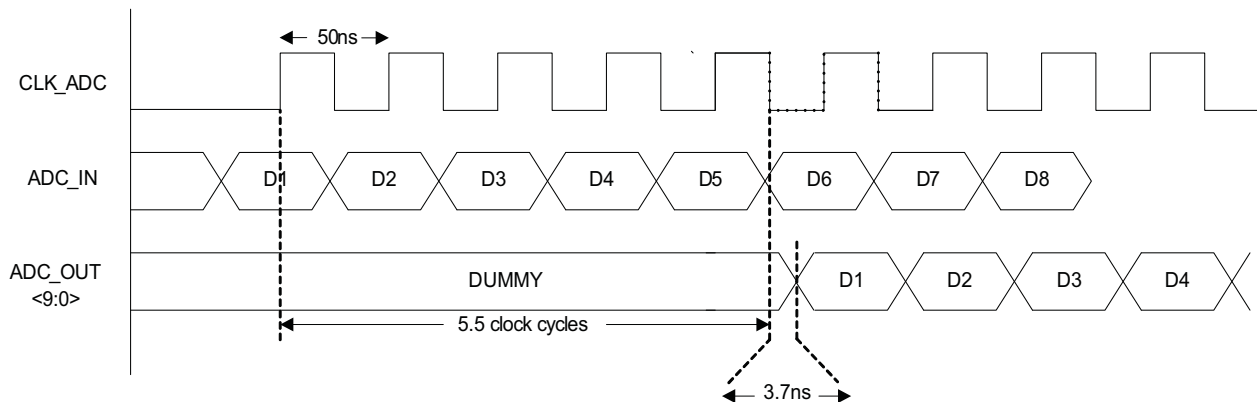 50ns
CLK_ADC
ADC_IN
D1 D2 D3 D4 D5 D6 D7 D8
ADC_OUT
<9:0>
DUMMY D1 D2 D3 D4
5.5 clock cycles
3.7ns